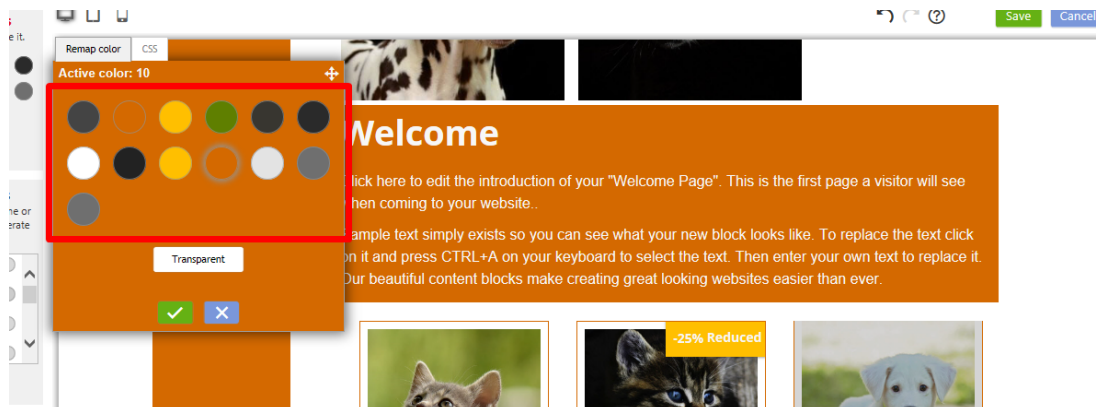 Save
Cancel
e it.
Remap color
CSS
Active color: 10
Welcome
lick here to edit the introduction of your "Welcome Page". This is the first page a visitor will see
hen coming to your website..
ample text simply exists so you can see what your new block looks like. To replace the text click
on it and press CTRL+A on your keyboard to select the text. Then enter your own text to replace it.
Our beautiful content blocks make creating great looking websites easier than ever.
ne or
erate
Transparent
-25% Reduced